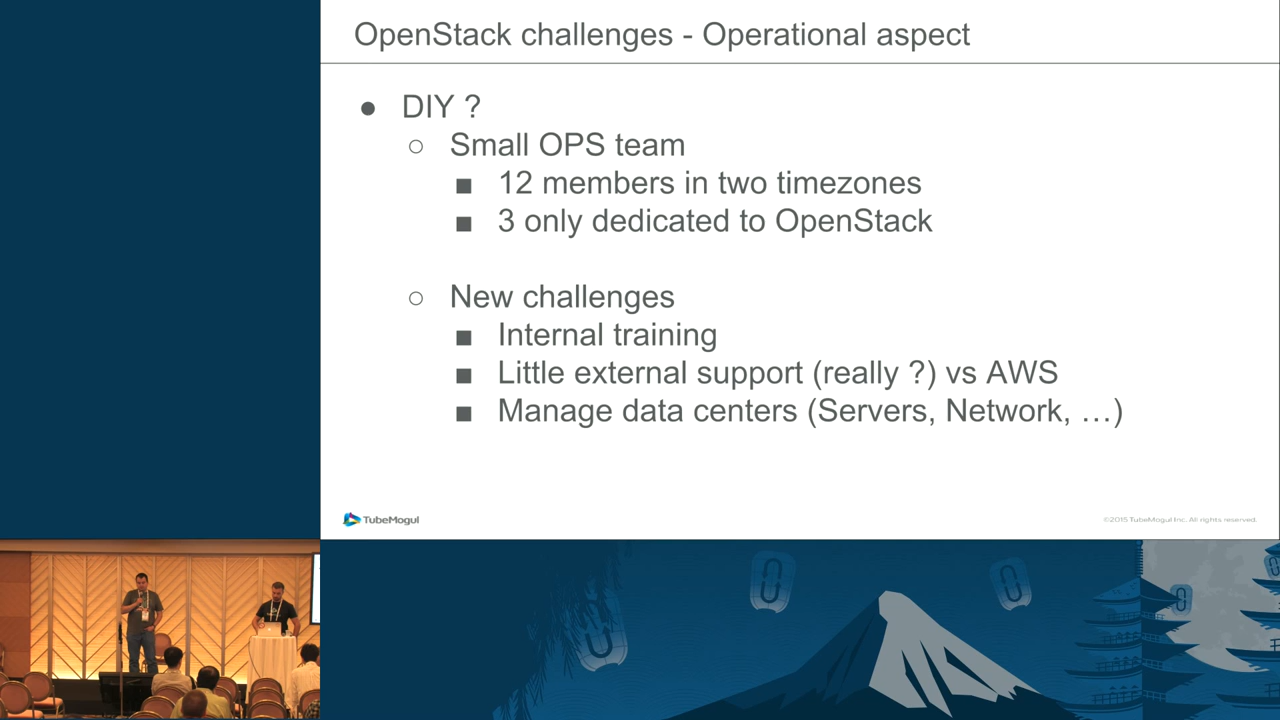 OpenStack challenges - Operational aspect
● DIY ?
○ Small OPS team
■ 12 members in two timezones
■ 3 only dedicated to OpenStack
○ New challenges
■ Internal training
■ Little external support (really ?) vs AWS
■ Manage data centers (Servers, Network, …)
TubeMogul
©2015 TubeMogul Inc. All rights reserved.